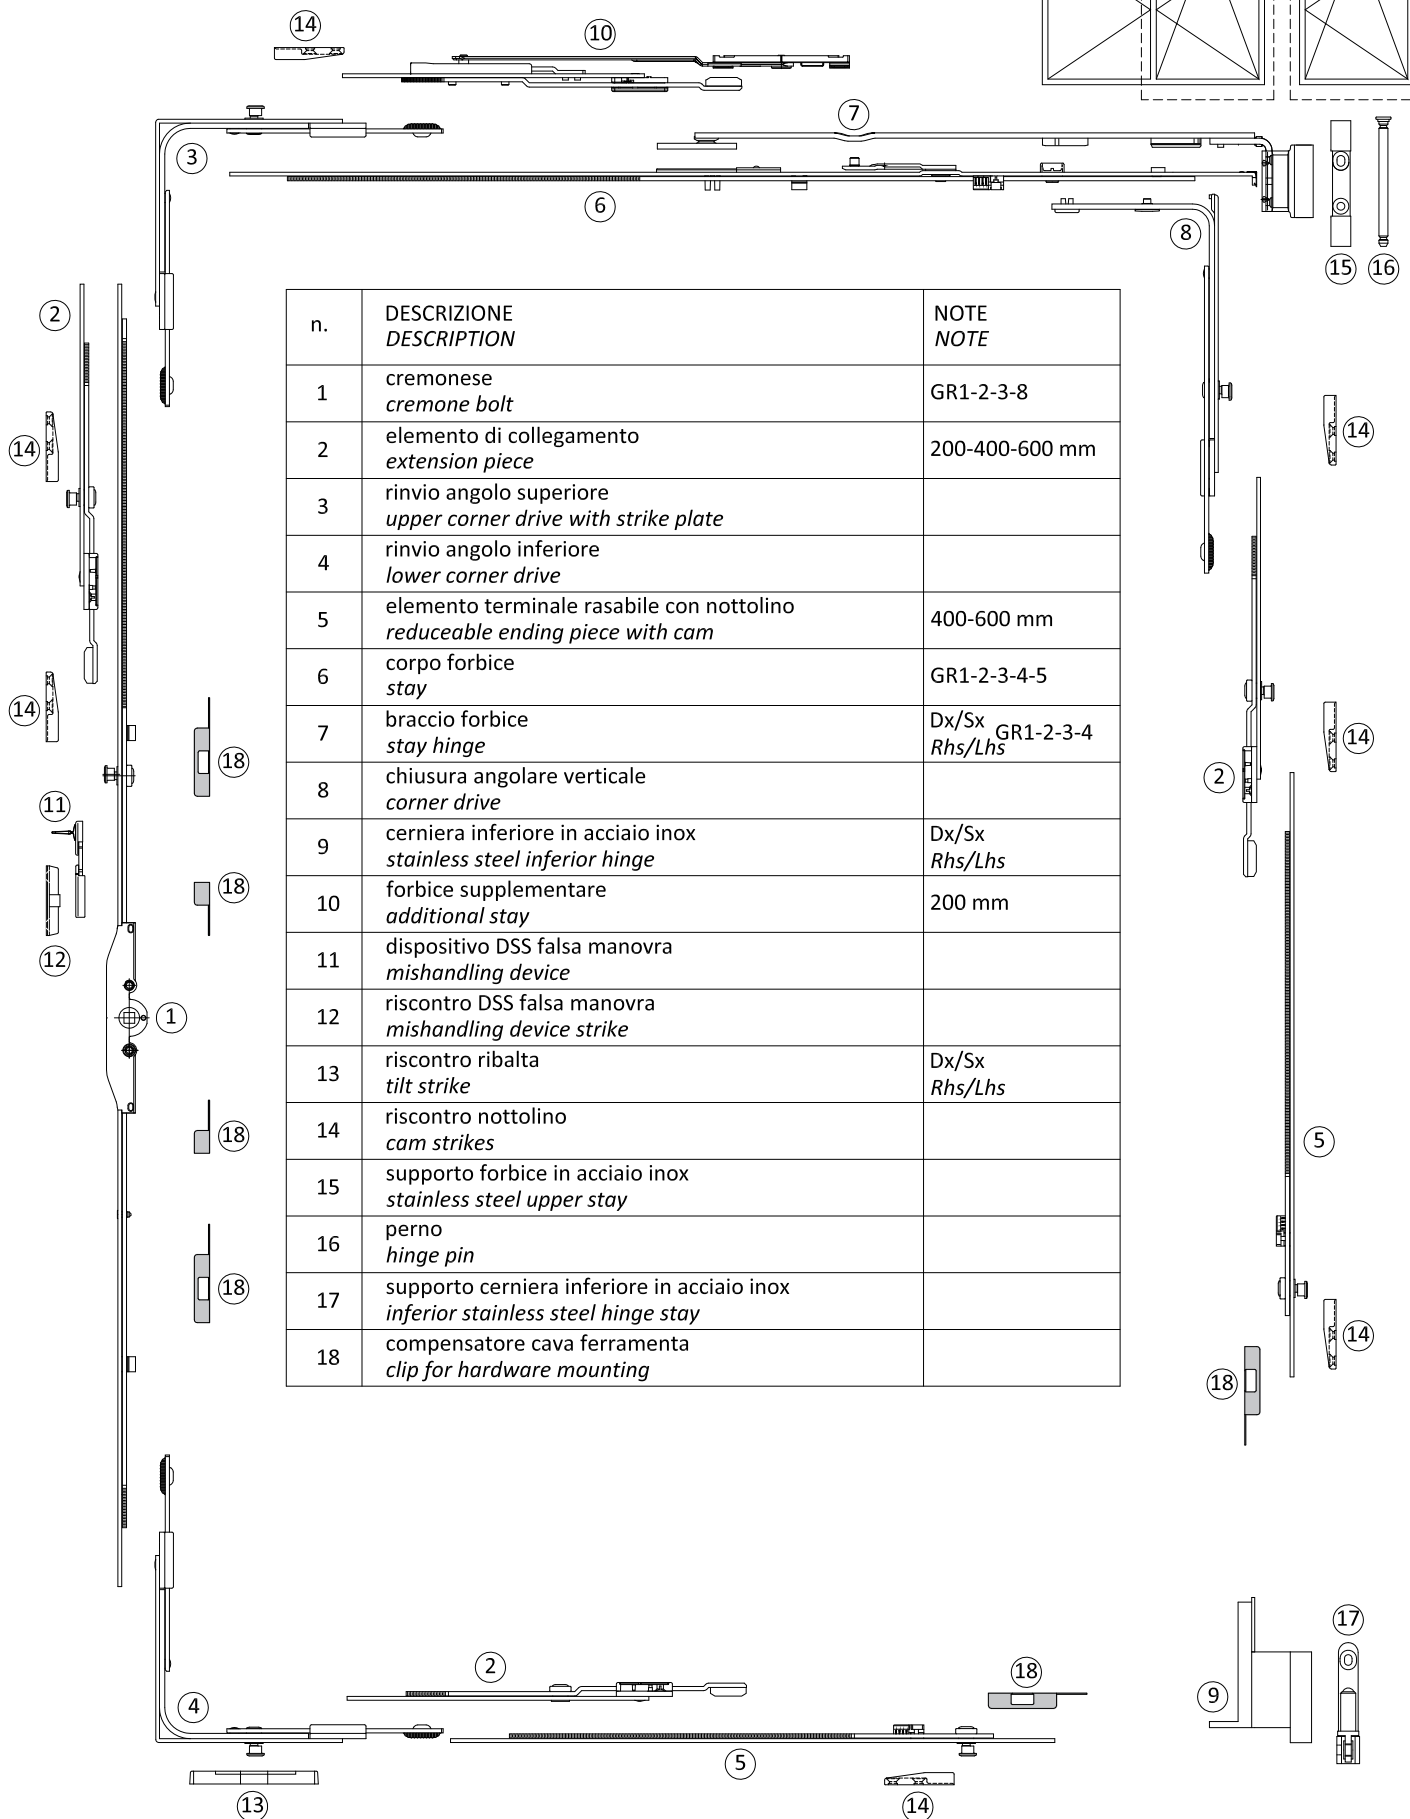 14
10
7
3
6
8
15
16
2
n.
DESCRIZIONE
DESCRIPTION
NOTE
NOTE
1
cremonese
cremone bolt
GR1-2-3-8
2
elemento di collegamento
extension piece
200-400-600 mm
3
rinvio angolo superiore
upper corner drive with strike plate
4
rinvio angolo inferiore
lower corner drive
5
elemento terminale rasabile con nottolino
reduceable ending piece with cam
400-600 mm
6
corpo forbice
stay
GR1-2-3-4-5
7
braccio forbice
stay hinge
Dx/Sx
Rhs/Lhs
GR1-2-3-4
8
chiusura angolare verticale
corner drive
9
cerniera inferiore in acciaio inox
stainless steel inferior hinge
Dx/Sx
Rhs/Lhs
10
forbice supplementare
additional stay
200 mm
11
dispositivo DSS falsa manovra
mishandling device
12
riscontro DSS falsa manovra
mishandling device strike
13
riscontro ribalta
tilt strike
Dx/Sx
Rhs/Lhs
14
riscontro nottolino
cam strikes
15
supporto forbice in acciaio inox
stainless steel upper stay
16
perno
hinge pin
17
supporto cerniera inferiore in acciaio inox
inferior stainless steel hinge stay
18
compensatore cava ferramenta
clip for hardware mounting
14
14
14
14
18
2
11
18
12
1
18
5
18
14
18
17
2
18
9
4
5
13
14